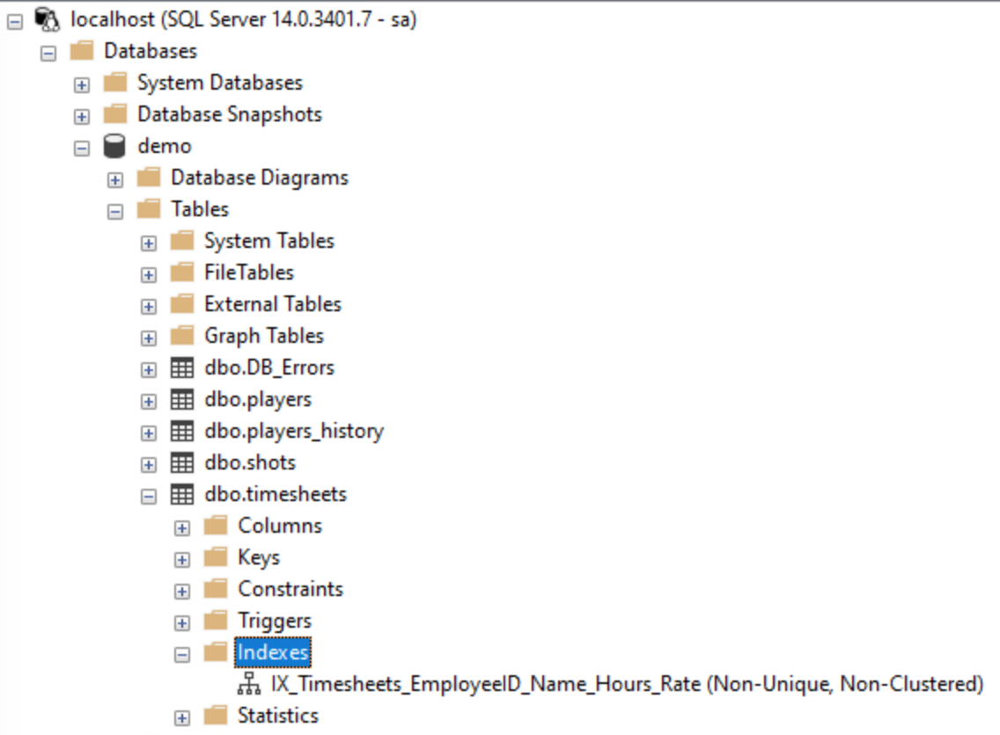 localhost (SQL Server 14.0.3401.7 - sa)
Databases
System Databases
Database Snapshots
demo
Database Diagrams
Tables
System Tables
FileTables
External Tables
Graph Tables
dbo.DB_Errors
dbo.players
dbo.players_history
dbo.shots
dbo.timesheets
Columns
Keys
Constraints
Triggers
Indexes
IX_Timesheets_EmployeeID_Name_Hours_Rate (Non-Unique, Non-Clustered)
Statistics